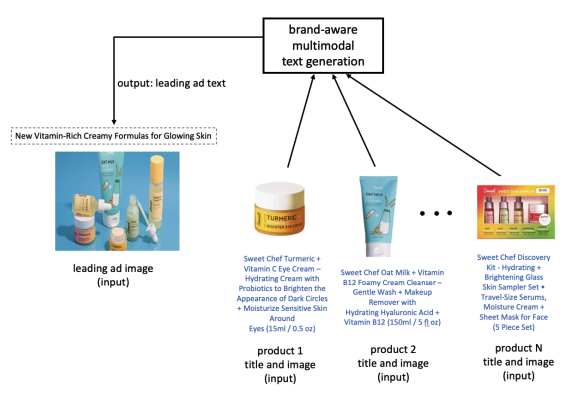 brand-aware
multimodal
text generation
output: leading ad text
New Vitamin-Rich Creamy Formulas for Glowing Skin
OAT MILK
leading ad image
(input)
TURMERIC
Sweet Chef Turmeric +
Vitamin C Eye Cream –
Hydrating Cream with
Probiotics to Brighten the
Appearance of Dark Circles
+ Moisturize Sensitive Skin
Around
Eyes (15ml / 0.5 oz)
product 1
title and image
(input)
OAT MILK
Sweet Chef Oat Milk + Vitamin
B12 Foamy Cream Cleanser –
Gentle Wash + Makeup
Remover with
Hydrating Hyaluronic Acid +
Vitamin B12 (150ml / 5 fl oz)
product 2
title and image
(input)
Sweet Chef Discovery
Kit - Hydrating +
Brightening Glass
Skin Sampler Set •
Travel-Size Serums,
Moisture Cream +
Sheet Mask for Face
(5 Piece Set)
product N
title and image
(input)